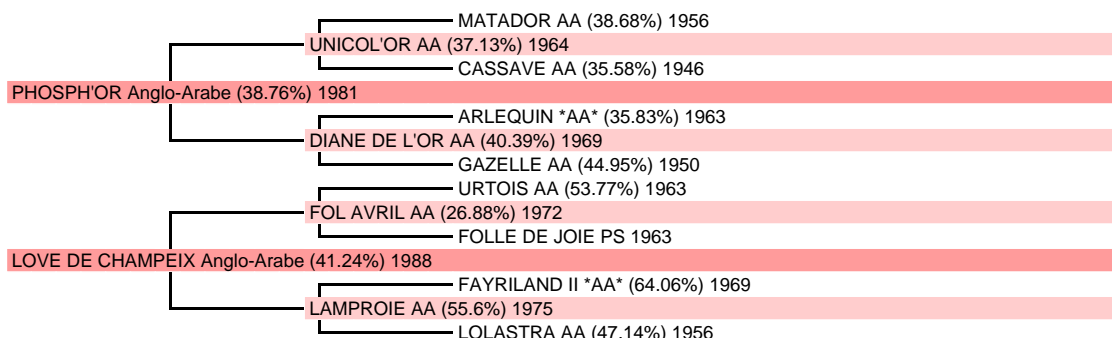 MATADOR AA (38.68%) 1956
UNICOL'OR AA (37.13%) 1964
CASSAVE AA (35.58%) 1946
PHOSPH'OR Anglo-Arabe (38.76%) 1981
ARLEQUIN *AA* (35.83%) 1963
DIANE DE L'OR AA (40.39%) 1969
GAZELLE AA (44.95%) 1950
URTOIS AA (53.77%) 1963
FOL AVRIL AA (26.88%) 1972
FOLLE DE JOIE PS 1963
LOVE DE CHAMPEIX Anglo-Arabe (41.24%) 1988
FAYRILAND II *AA* (64.06%) 1969
LAMPROIE AA (55.6%) 1975
LOLASTRA AA (47.14%) 1956